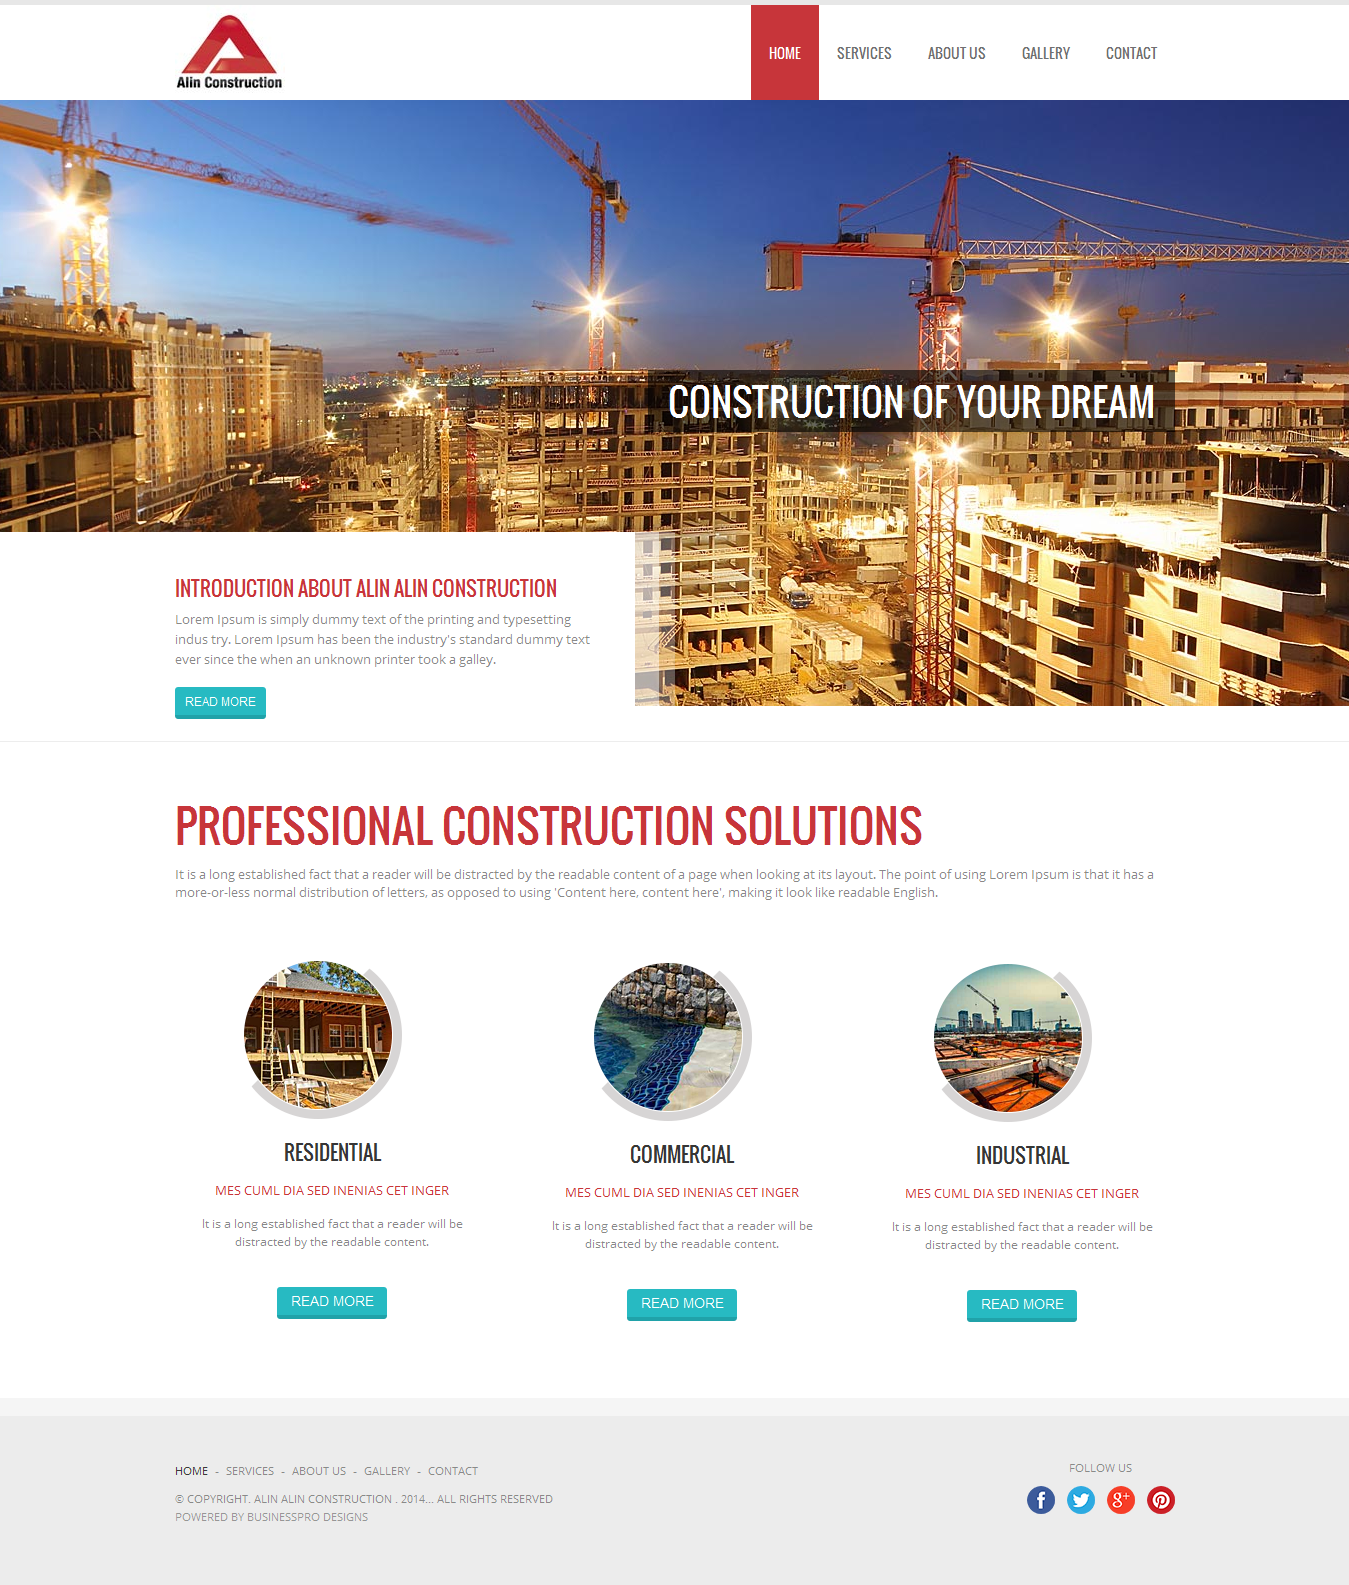 Alin Construction
HOME SERVICES ABOUT US GALLERY CONTACT
CONSTRUCTION OF YOUR DREAM
INTRODUCTION ABOUT ALIN ALIN CONSTRUCTION
Lorem Ipsum is simply dummy text of the printing and typesetting
indus try. Lorem Ipsum has been the industry's standard dummy text
ever since the when an unknown printer took a galley.
READ MORE
PROFESSIONAL CONSTRUCTION SOLUTIONS
It is a long established fact that a reader will be distracted by the readable content of a page when looking at its layout. The point of using Lorem Ipsum is that it has a
more-or-less normal distribution of letters, as opposed to using 'Content here, content here', making it look like readable English.
RESIDENTIAL
MES CUML DIA SED INENIAS CET INGER
It is a long established fact that a reader will be
distracted by the readable content.
READ MORE
COMMERCIAL
MES CUML DIA SED INENIAS CET INGER
It is a long established fact that a reader will be
distracted by the readable content.
READ MORE
INDUSTRIAL
MES CUML DIA SED INENIAS CET INGER
It is a long established fact that a reader will be
distracted by the readable content.
READ MORE
HOME - SERVICES - ABOUT US - GALLERY - CONTACT
© COPYRIGHT. ALIN ALIN CONSTRUCTION . 2014... ALL RIGHTS RESERVED
POWERED BY BUSINESSPRO DESIGNS
FOLLOW US